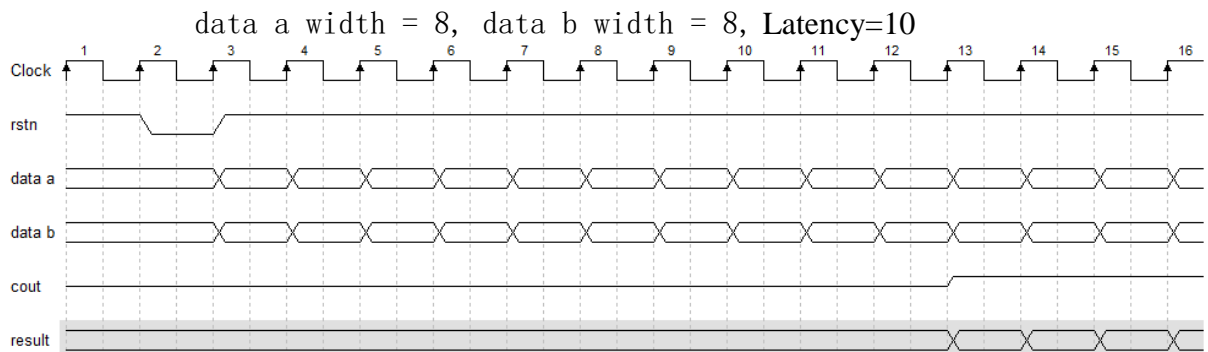 data a width = 8, data b width = 8, Latency=10
1 2 3 4 5 6 7 8 9 10 11 12 13 14 15 16
Clock
rstn
data a
data b
cout
result